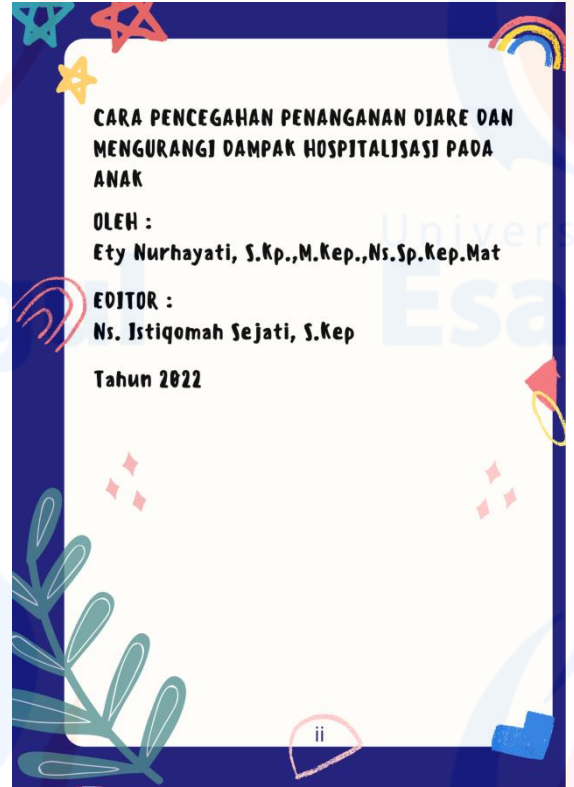 CARA PENCEGAHAN PENANGANAN DIARE DAN
MENGURANGI DAMPAK HOSPITALISASI PADA
ANAK
OLEH :
Ety Nurhayati, S.Kp.,M.Kep.,Ns.Sp.Kep.Mat
EDITOR :
Ns. Istiqomah Sejati, S.Kep
Tahun 2022
ii